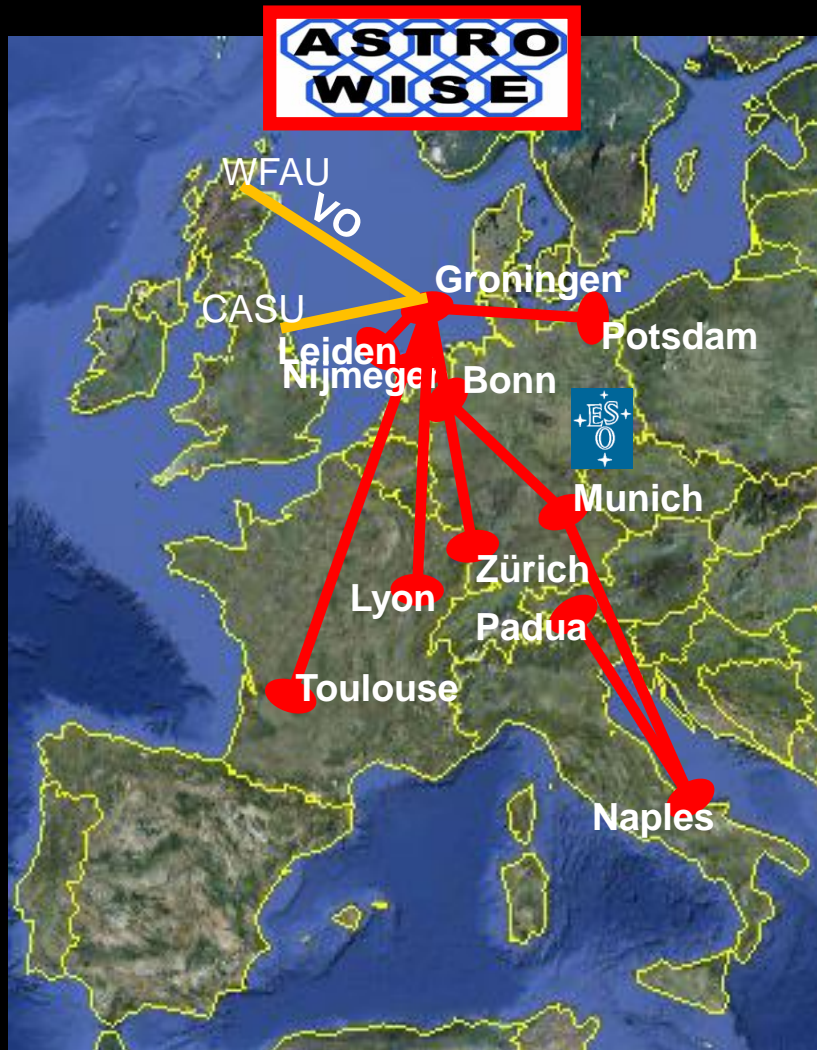 ASTRO
WISE
WFAU
VO
Groningen
CASU
Potsdam
Leiden
Nijmegen
Bonn
ESO
Munich
Zürich
Lyon
Padua
Toulouse
Naples